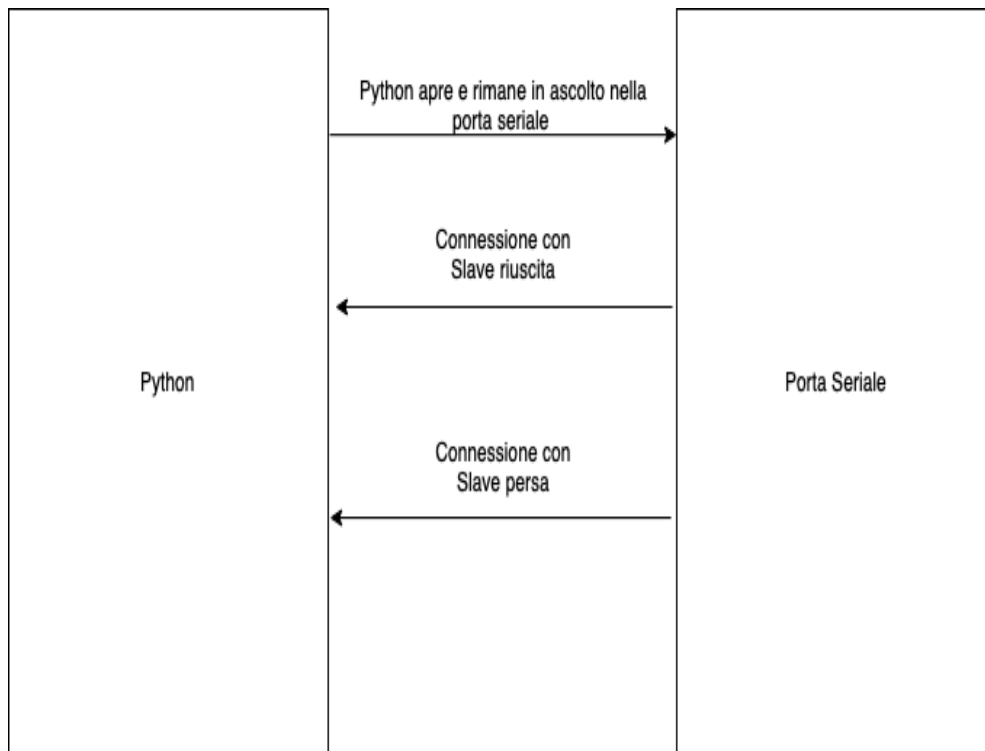 Python apre e rimane in ascolto nella
porta seriale
Connessione con
Slave riuscita
Python
Porta Seriale
Connessione con
Slave persa